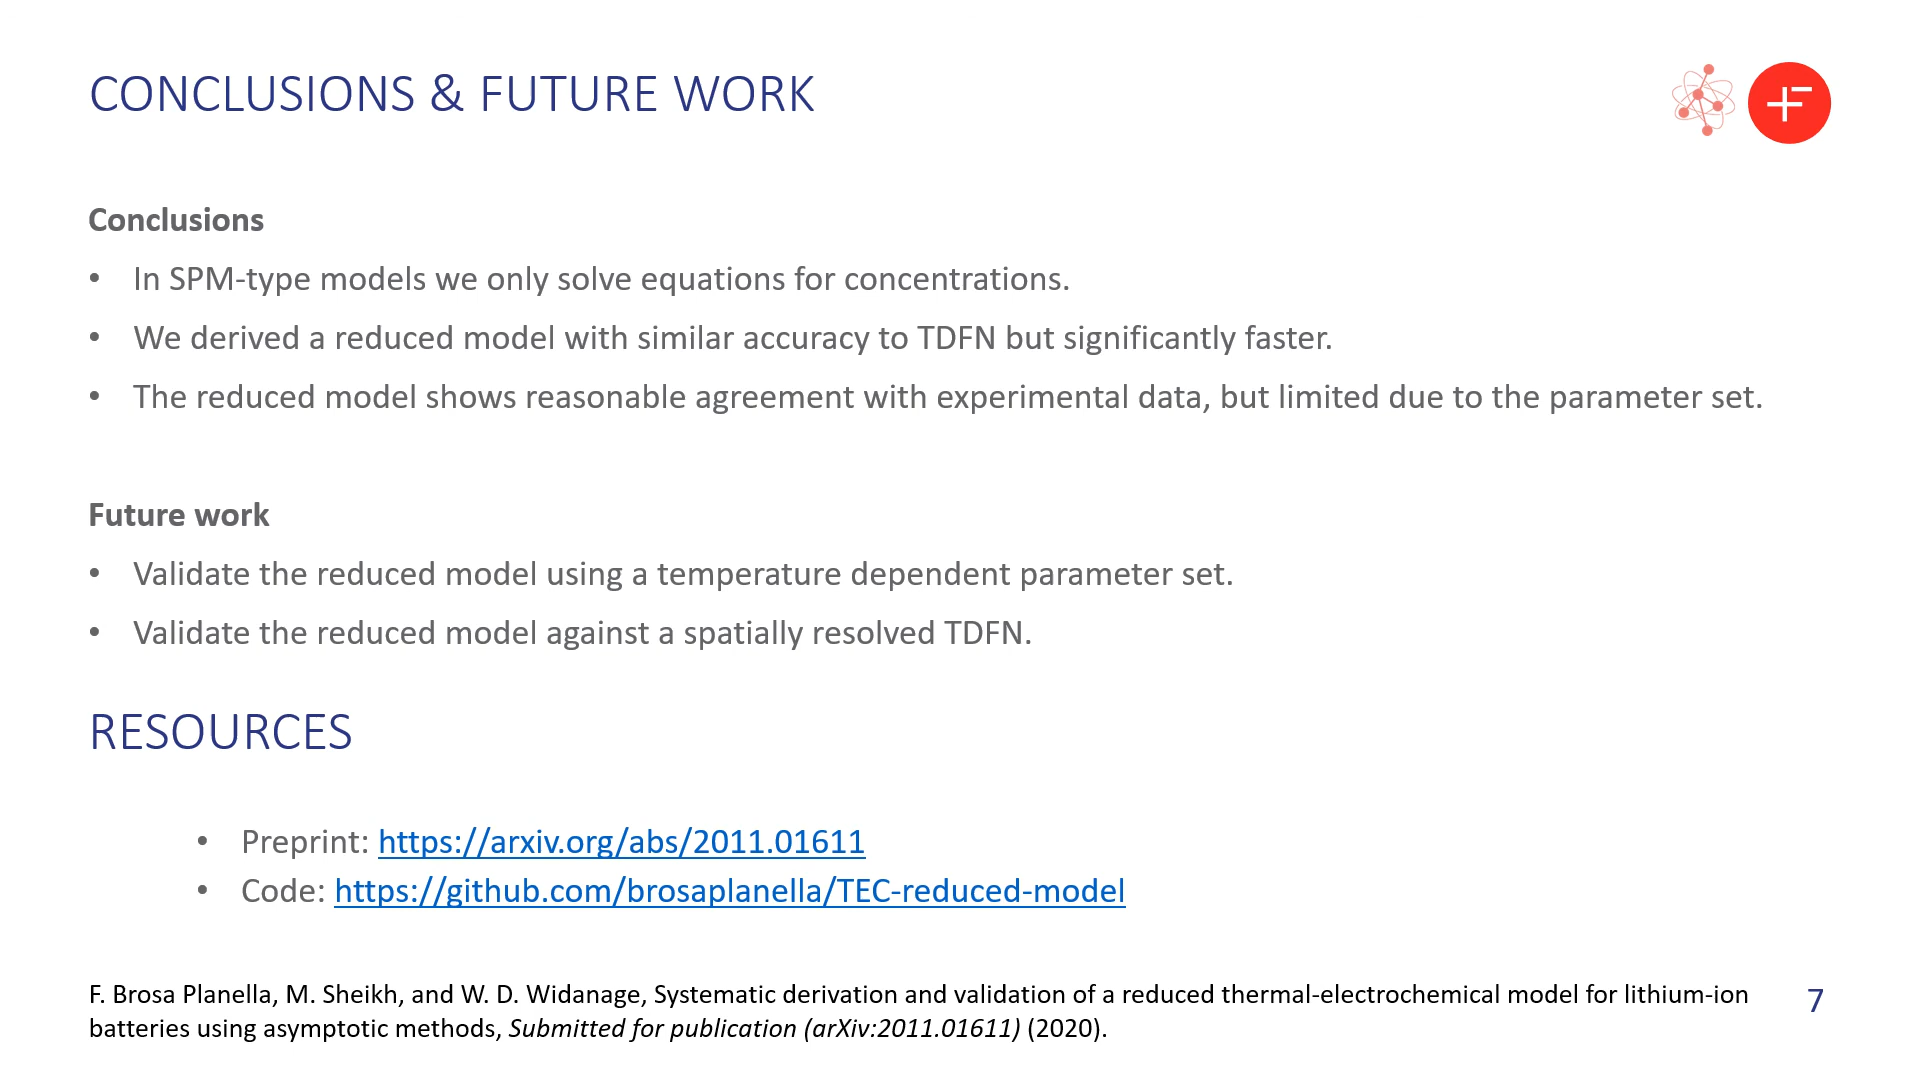 CONCLUSIONS & FUTURE WORK
Conclusions
• In SPM-type models we only solve equations for concentrations.
• We derived a reduced model with similar accuracy to TDFN but significantly faster.
• The reduced model shows reasonable agreement with experimental data, but limited due to the parameter set.
Future work
• Validate the reduced model using a temperature dependent parameter set.
• Validate the reduced model against a spatially resolved TDFN.
RESOURCES
• Preprint: https://arxiv.org/abs/2011.01611
• Code: https://github.com/brosaplanella/TEC-reduced-model
F. Brosa Planella, M. Sheikh, and W. D. Widanage, Systematic derivation and validation of a reduced thermal-electrochemical model for lithium-ion
batteries using asymptotic methods, Submitted for publication (arXiv:2011.01611) (2020).
7